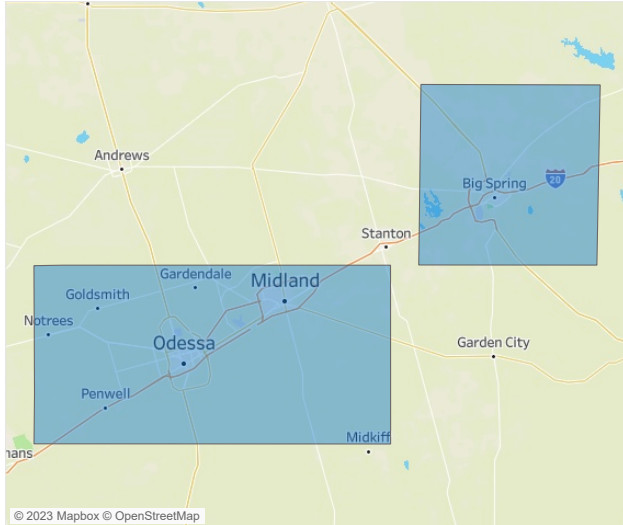 Andrews
Big Spring
20
Stanton
Gardendale
Midland
Goldsmith
Notrees
Odessa
Garden City
Penwell
Midkiff
nans
© 2023 Mapbox © OpenStreetMap